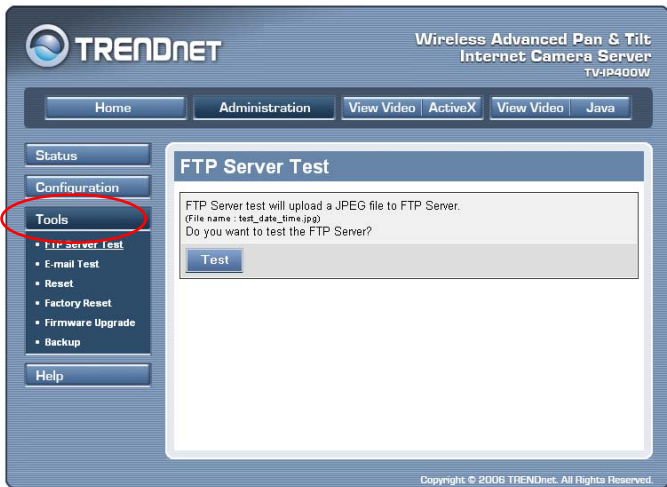 TRENDNET
Wireless Advanced Pan & Tilt
Internet Camera Server
TV-IP400W
Home
Administration
View Video ActiveX
View Video Java
Status
Configuration
Tools
FTP Server Test
E-mail Test
Reset
Factory Reset
Firmware Upgrade
Backup
Help
FTP Server Test
FTP Server test will upload a JPEG file to FTP Server.
(File name : test_date_time.jpg)
Do you want to test the FTP Server?
Test
Copyright © 2006 TRENDnet. All Rights Reserved.